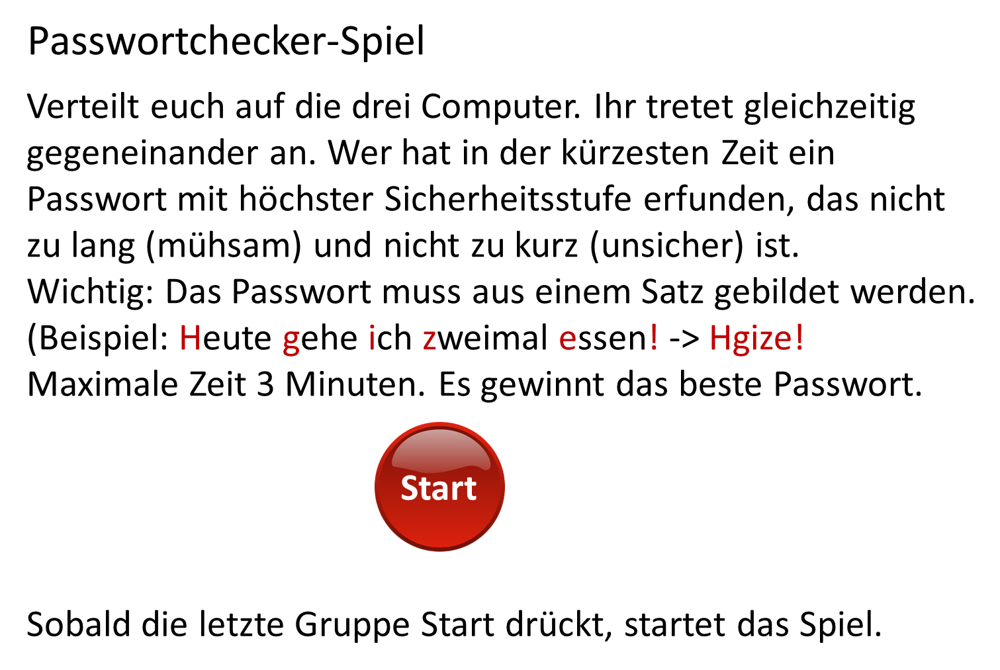 Passwortchecker-Spiel
Verteilt euch auf die drei Computer. Ihr tretet gleichzeitig
gegeneinander an. Wer hat in der kürzesten Zeit ein
Passwort mit höchster Sicherheitsstufe erfunden, das nicht
zu lang (mühsam) und nicht zu kurz (unsicher) ist.
Wichtig: Das Passwort muss aus einem Satz gebildet werden.
(Beispiel: Heute gehe ich zweimal essen! -> Hgize!
Maximale Zeit 3 Minuten. Es gewinnt das beste Passwort.
Start
Sobald die letzte Gruppe Start drückt, startet das Spiel.